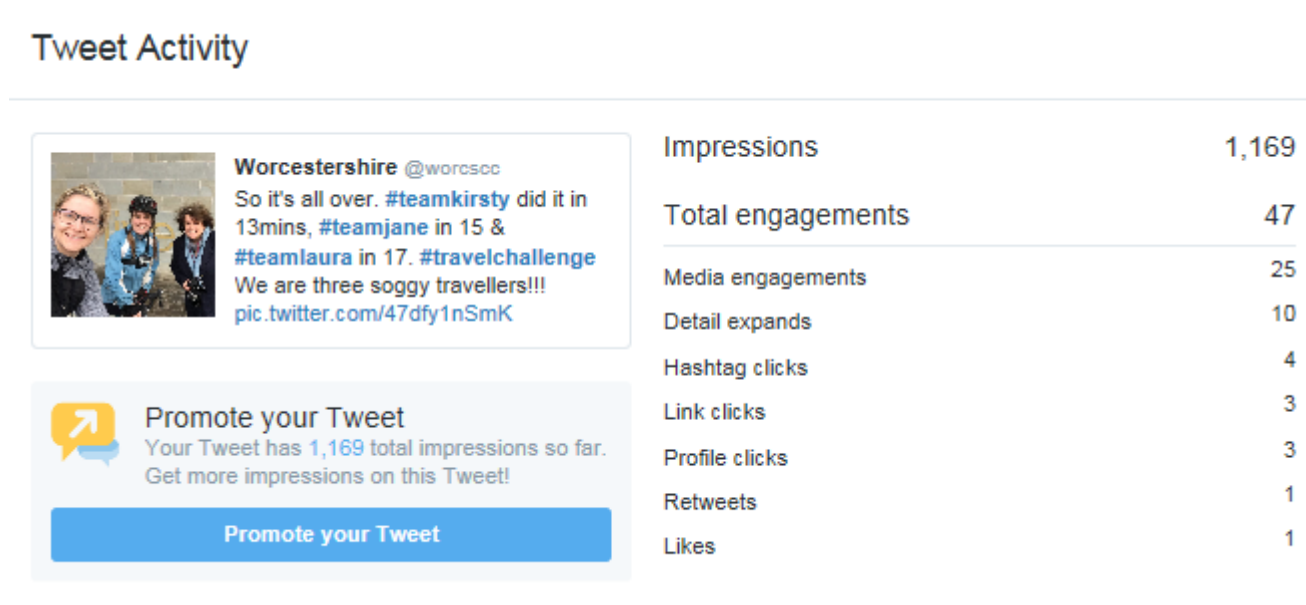 Tweet Activity
Worcestershire @worcscc
So it's all over. #teamkirsty did it in
13mins, #teamjane in 15 &
#teamlaura in 17. #travelchallenge
We are three soggy travellers!!!
pic.twitter.com/47dfy1nSmK
Promote your Tweet
Your Tweet has 1,169 total impressions so far.
Get more impressions on this Tweet!
Promote your Tweet
Impressions 1,169
Total engagements 47
Media engagements 25
Detail expands 10
Hashtag clicks 4
Link clicks 3
Profile clicks 3
Retweets 1
Likes 1